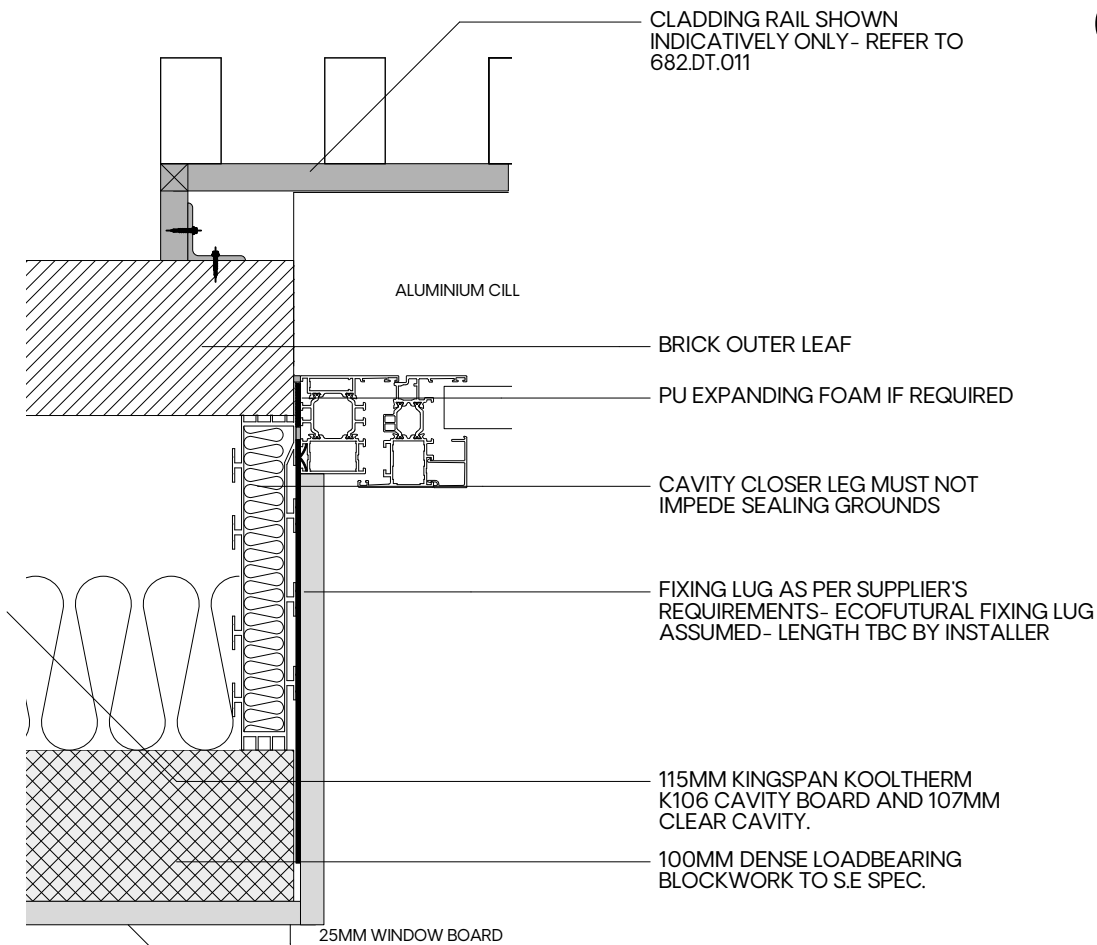 CLADDING RAIL SHOWN
INDICATIVELY ONLY- REFER TO
682.DT.011
ALUMINIUM CILL
BRICK OUTER LEAF
PU EXPANDING FOAM IF REQUIRED
CAVITY CLOSER LEG MUST NOT
IMPEDE SEALING GROUNDS
FIXING LUG AS PER SUPPLIER'S
REQUIREMENTS- ECOFUTURAL FIXING LUG
ASSUMED- LENGTH TBC BY INSTALLER
115MM KINGSPAN KOOLTHERM
K106 CAVITY BOARD AND 107MM
CLEAR CAVITY.
100MM DENSE LOADBEARING
BLOCKWORK TO S.E SPEC.
25MM WINDOW BOARD